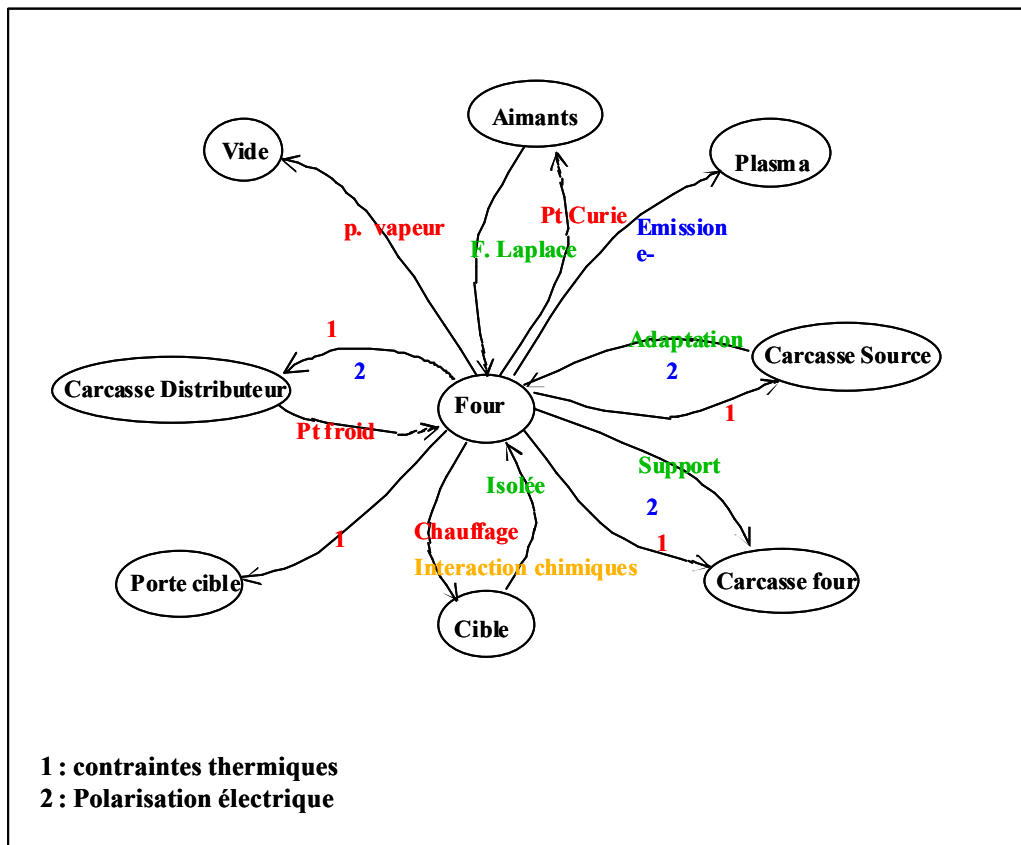 Aimants
Vide
Plasma
Pt Curie
p. vapeur
Emission
e-
F. Laplace
1
Adaptation
2
2
Carcasse Source
Carcasse Distributeur
Four
1
Pt froid
Support
Isolée
2
Chauffage
1
1
Interaction chimiques
Porte cible
Carcasse four
Cible
1 : contraintes thermiques
2 : Polarisation électrique